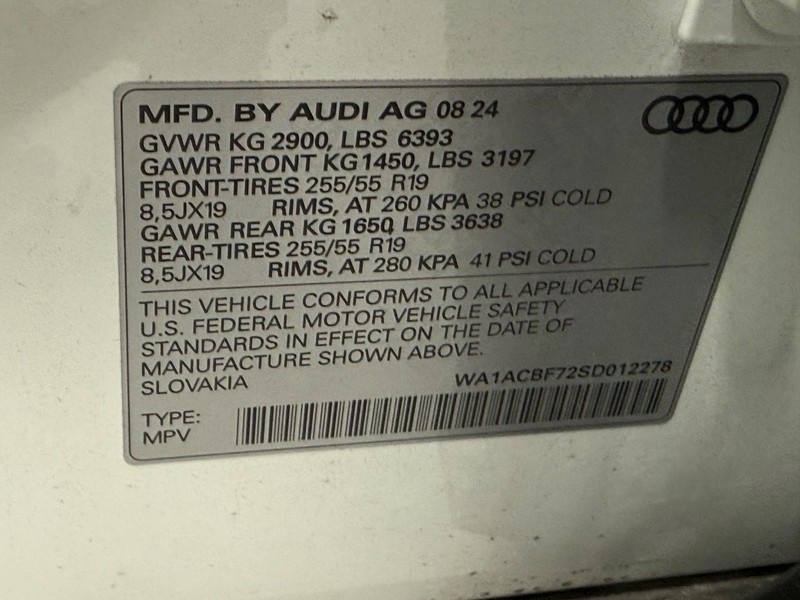 MFD. BY AUDI AG 08 24
GVWR KG 2900, LBS 6393
GAWR FRONT KG 1450, LBS 3197
FRONT-TIRES 255/55 R19
8,5JX19 RIMS, AT 260 KPA 38 PSI COLD
GAWR REAR KG 1650, LBS 3638
REAR-TIRES 255/55 R19
8,5JX19 RIMS, AT 280 KPA 41 PSI COLD
THIS VEHICLE CONFORMS TO ALL APPLICABLE
U.S. FEDERAL MOTOR VEHICLE SAFETY
STANDARDS IN EFFECT ON THE DATE OF
MANUFACTURE SHOWN ABOVE.
SLOVAKIA WA1ACBF72SD012278
TYPE:
MPV